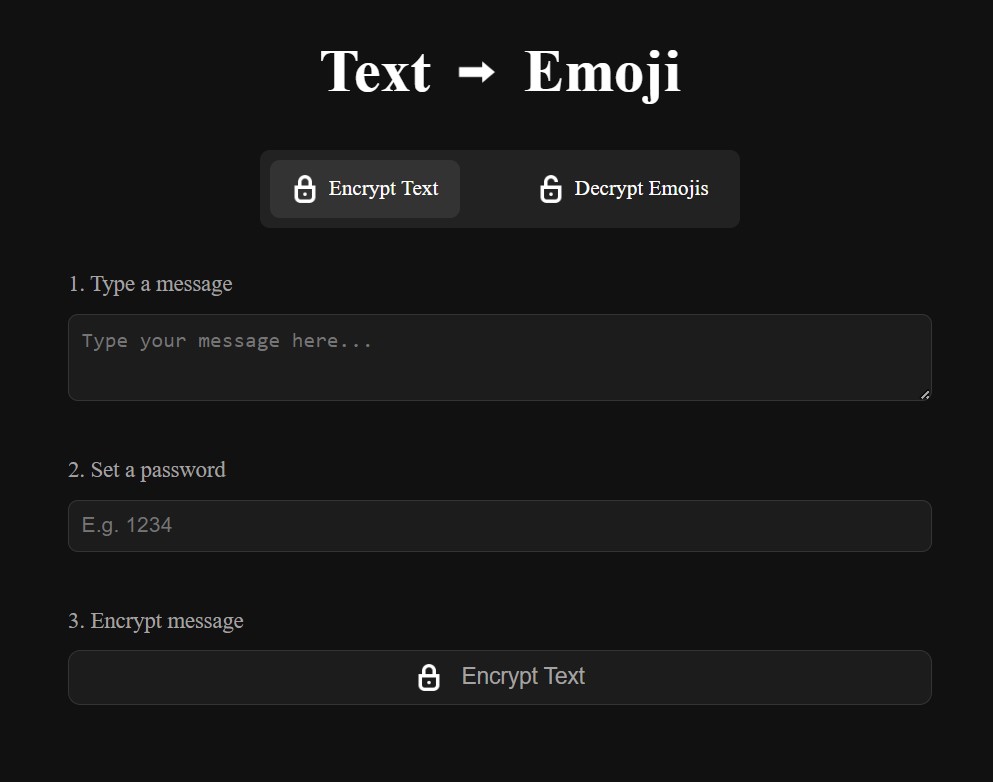 Text ➡ Emoji
Encrypt Text
Decrypt Emojis
1. Type a message
Type your message here...
2. Set a password
E.g. 1234
3. Encrypt message
Encrypt Text